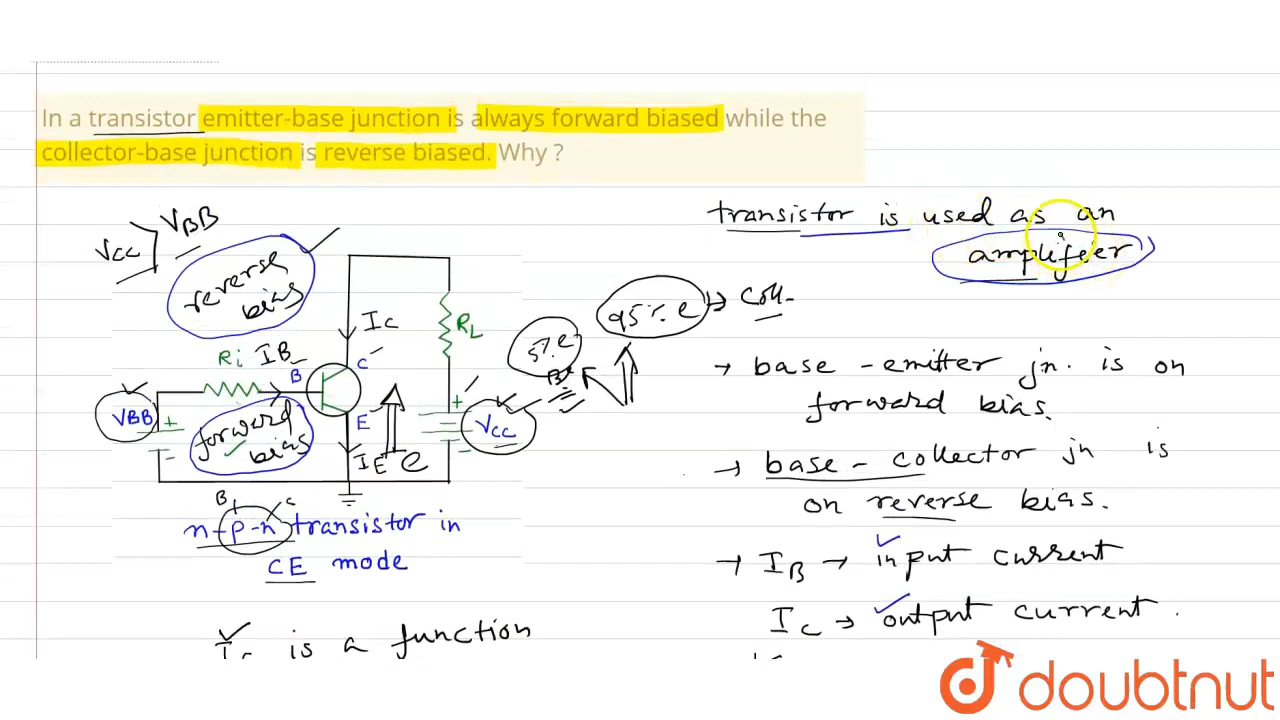 In a transistor emitter-base junction is always forward biased while the
collector-base junction is reverse biased. Why ?
VCC > VBB
reverse
bias
Ri IB
B
C
IC
RL
VBB
+
-
forward
bias
E
IE e
+
VCC
-
5% e
95% e → Coll.
B C
n-p-n transistor in
CE mode
IC is a function
transistor is used as an
amplifeer
→ base - emitter jn. is on
forward bias.
→ base - collector jn is
on reverse bias.
→ IB → input current
IC → output current.
doubtnut